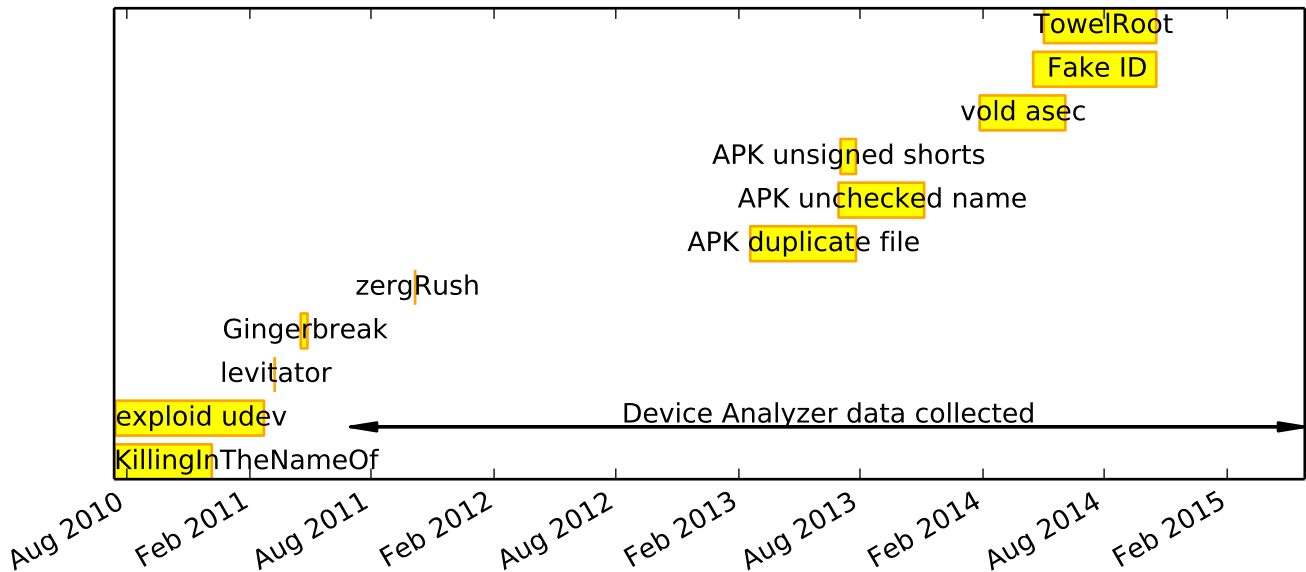 TowelRoot
Fake ID
vold asec
APK unsigned shorts
APK unchecked name
APK duplicate file
zergRush
Gingerbreak
levitator
exploid udev
Device Analyzer data collected
KillingInTheNameOf
Aug 2010
Feb 2011
Aug 2011
Feb 2012
Aug 2012
Feb 2013
Aug 2013
Feb 2014
Aug 2014
Feb 2015